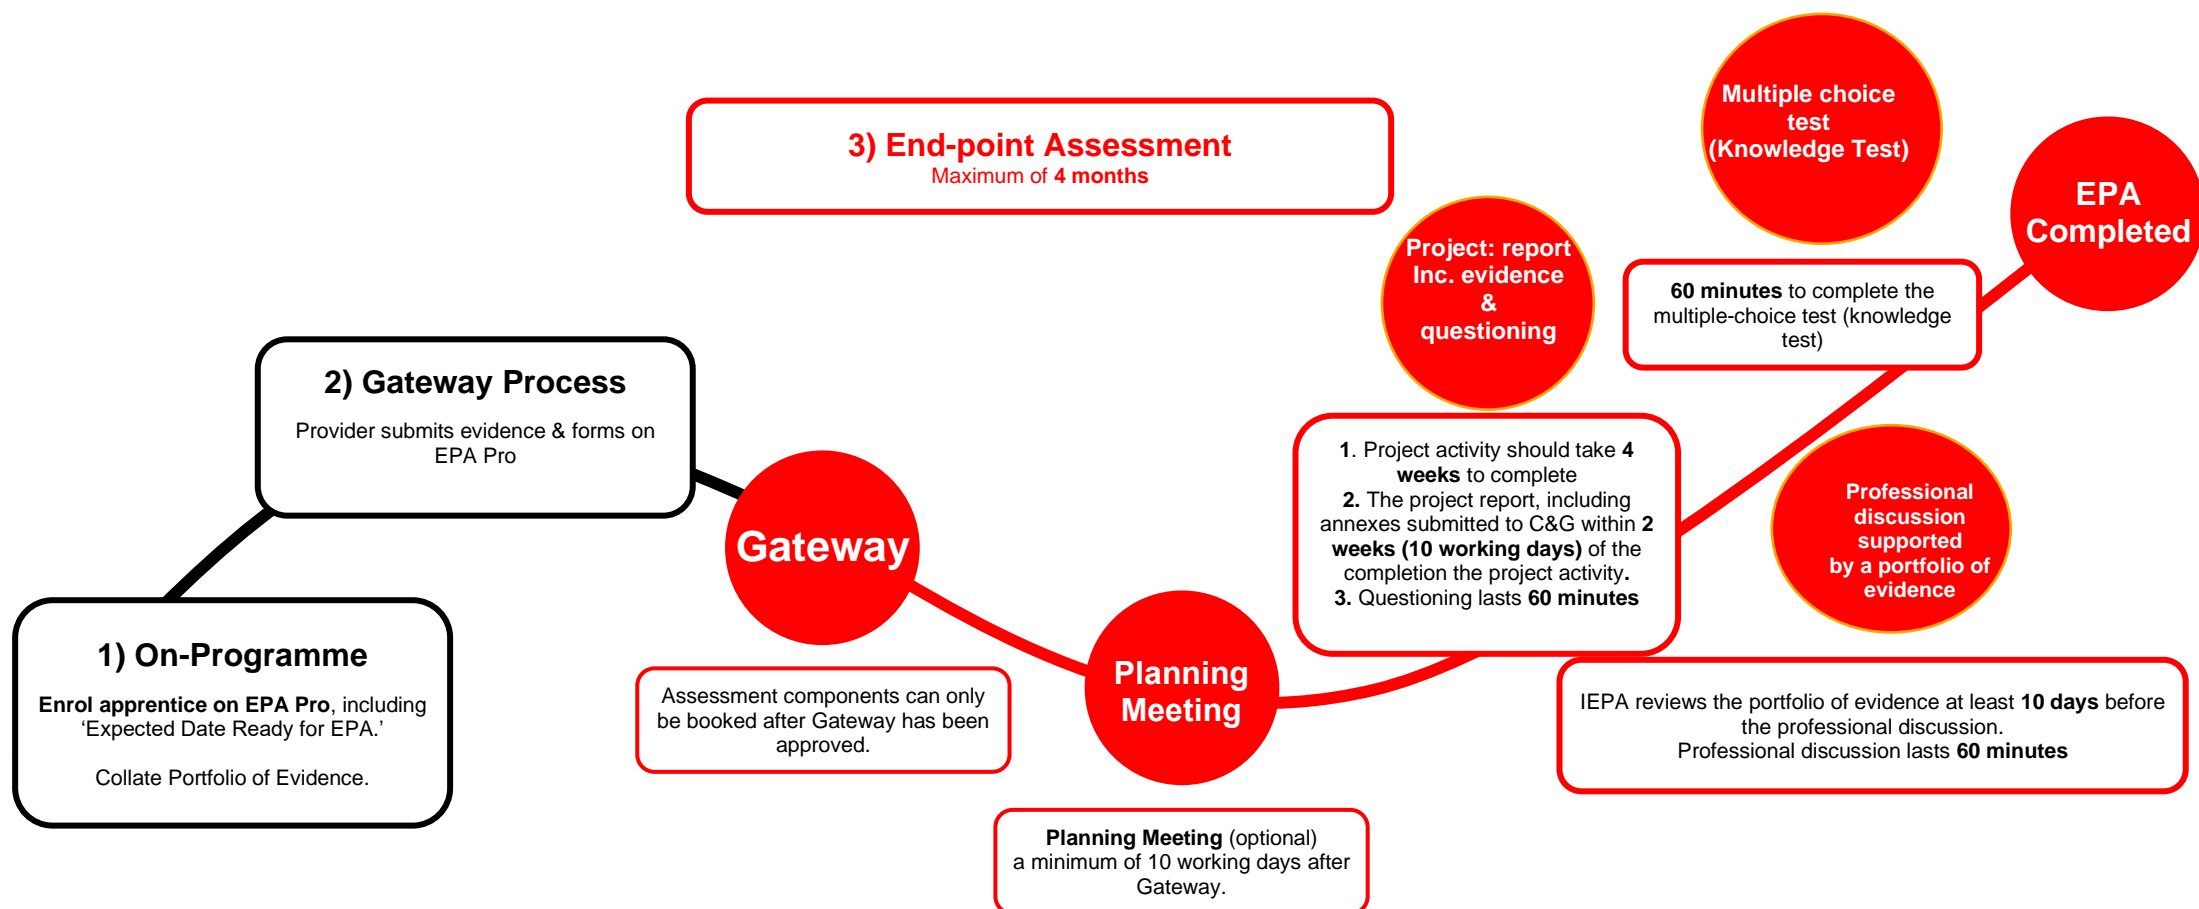 1) On-Programme
Enrol apprentice on EPA Pro, including
‘Expected Date Ready for EPA.’
Collate Portfolio of Evidence.
2) Gateway Process
Provider submits evidence & forms on
EPA Pro
Gateway
Assessment components can only
be booked after Gateway has been
approved.
3) End-point Assessment
Maximum of 4 months
Planning
Meeting
Planning Meeting (optional)
a minimum of 10 working days after
Gateway.
Project: report
Inc. evidence
&
questioning
1. Project activity should take 4
weeks to complete
2. The project report, including
annexes submitted to C&G within 2
weeks (10 working days) of the
completion the project activity.
3. Questioning lasts 60 minutes
Multiple choice
test
(Knowledge Test)
60 minutes to complete the
multiple-choice test (knowledge
test)
Professional
discussion
supported
by a portfolio of
evidence
IEPA reviews the portfolio of evidence at least 10 days before
the professional discussion.
Professional discussion lasts 60 minutes
EPA
Completed